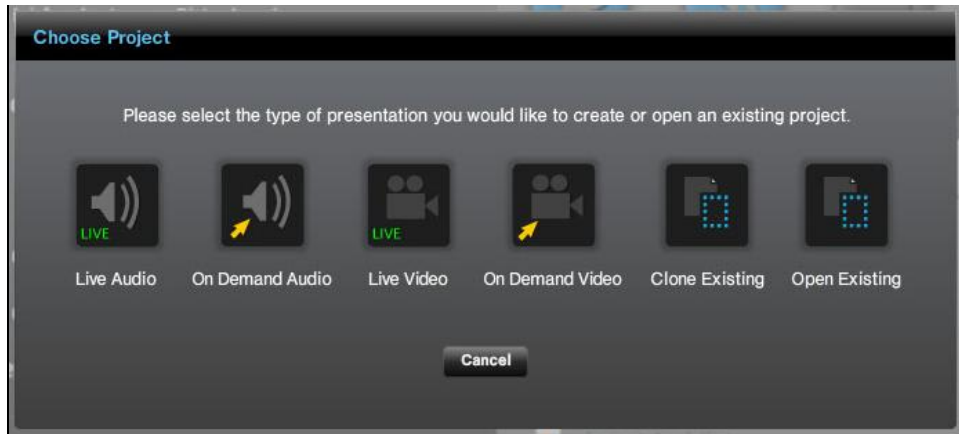 Choose Project
Please select the type of presentation you would like to create or open an existing project.
LIVE
LIVE
Live Audio On Demand Audio Live Video On Demand Video Clone Existing Open Existing
Cancel